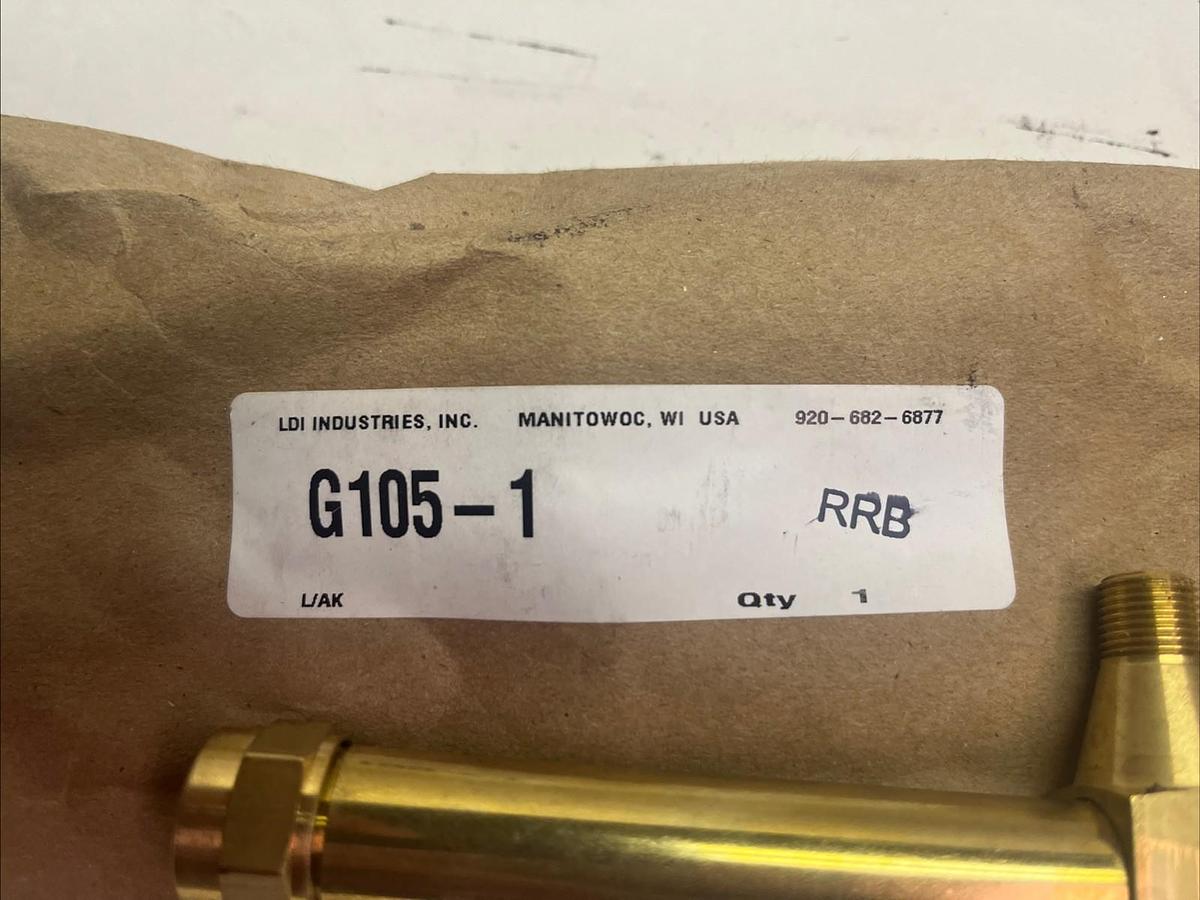 LDI INDUSTRIES, INC. MANITOWOC, WI USA 920-682-6877
G105-1 RRB
L/AK Qty 1